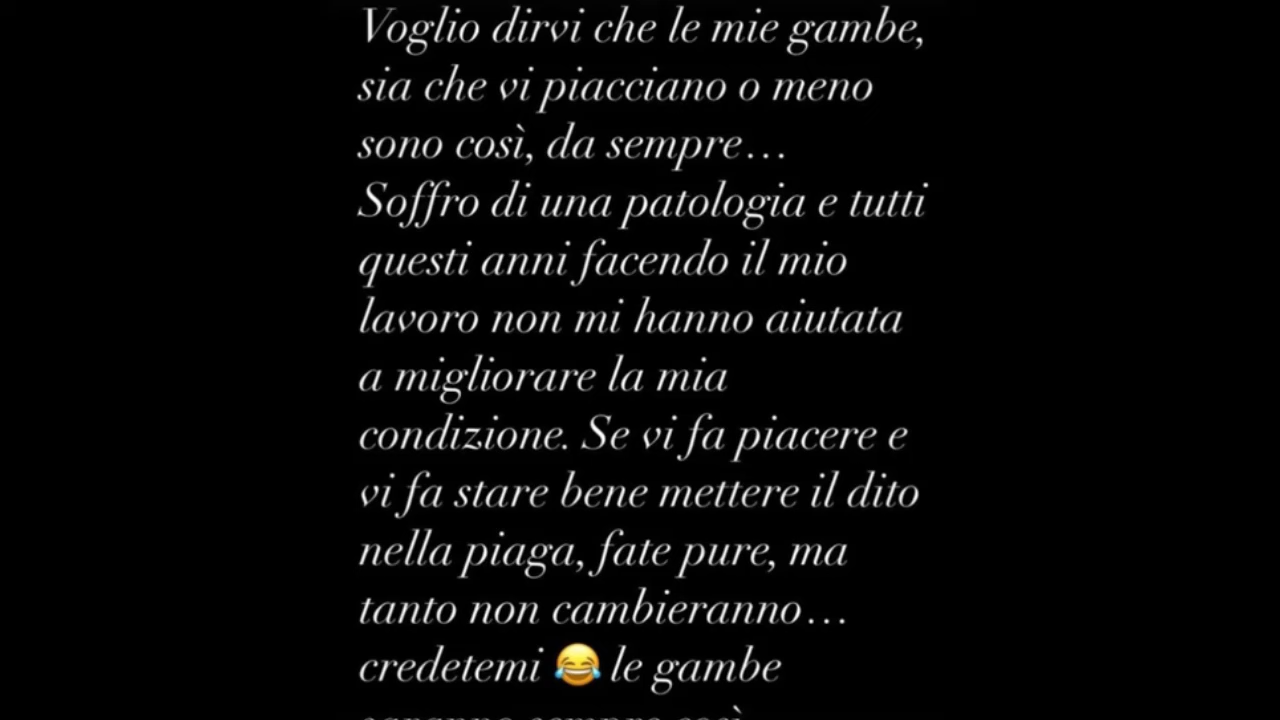 Voglio dirvi che le mie gambe,
sia che vi piacciano o meno
sono così, da sempre…
Soffro di una patologia e tutti
questi anni facendo il mio
lavoro non mi hanno aiutata
a migliorare la mia
condizione. Se vi fa piacere e
vi fa stare bene mettere il dito
nella piaga, fate pure, ma
tanto non cambieranno…
credetemi 😂 le gambe